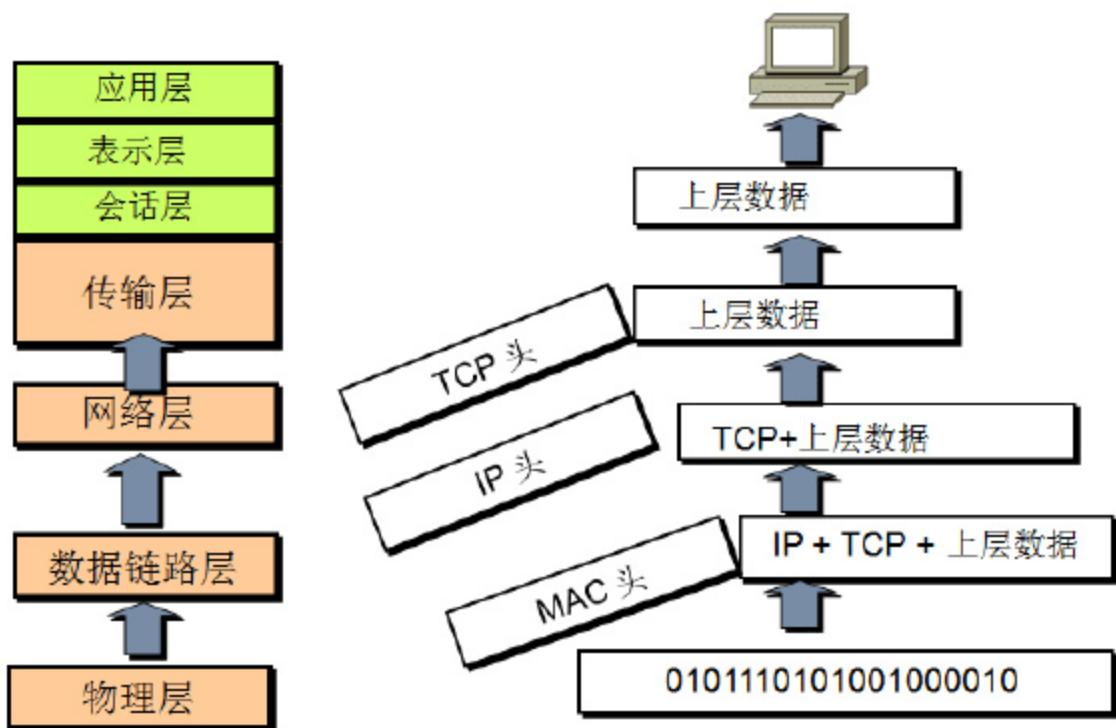 应用层
表示层
会话层
传输层
网络层
数据链路层
物理层
上层数据
上层数据
TCP 头
TCP+上层数据
IP 头
IP + TCP + 上层数据
MAC 头
0101110101001000010